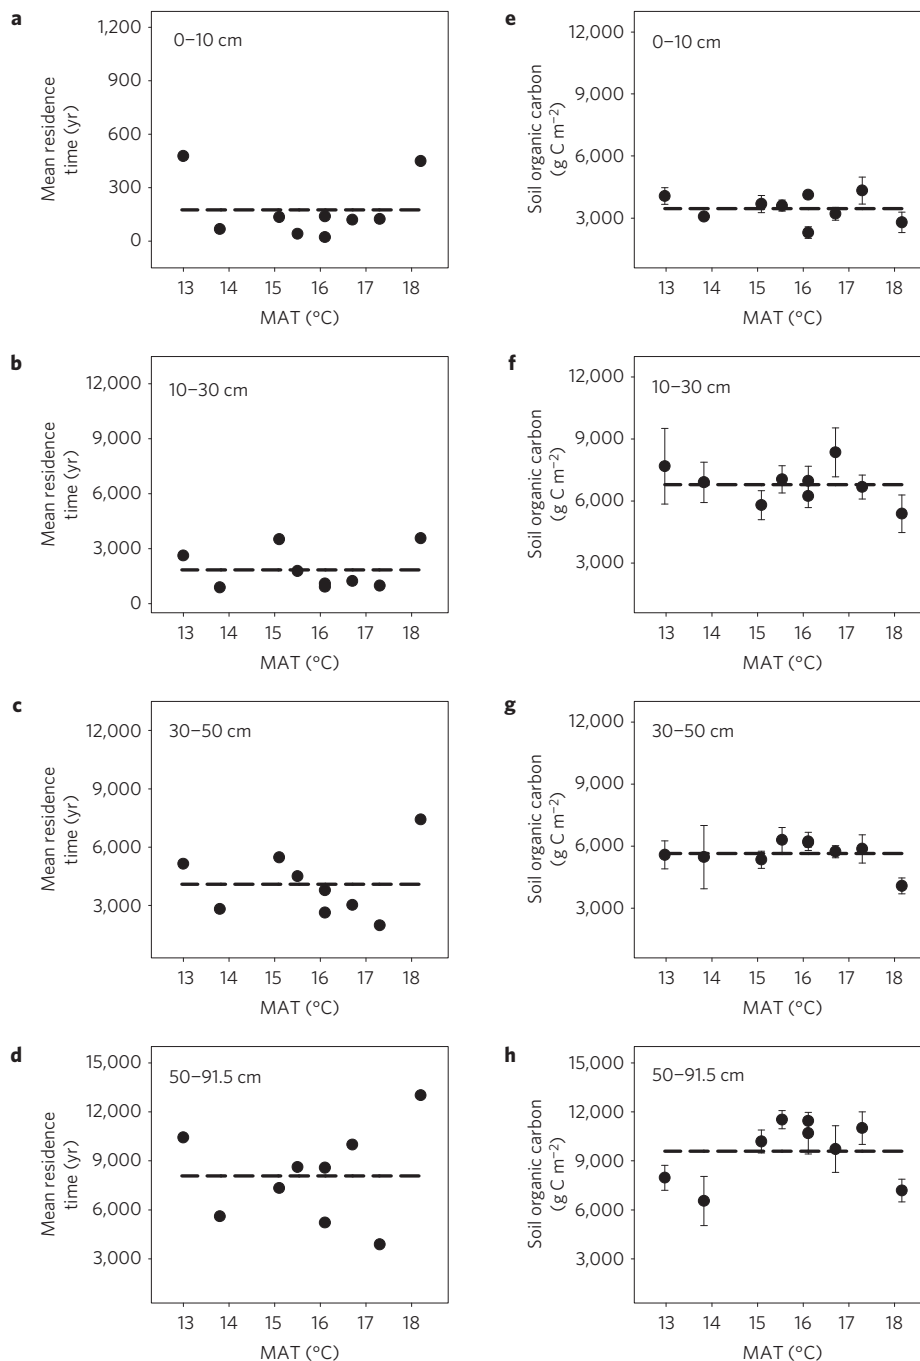 a
0–10 cm
1,200
900
600
300
0
Mean residence
time (yr)
13 14 15 16 17 18
MAT (°C)
e
0–10 cm
12,000
9,000
6,000
3,000
Soil organic carbon
(g C m⁻²)
13 14 15 16 17 18
MAT (°C)
b
10–30 cm
12,000
9,000
6,000
3,000
0
Mean residence
time (yr)
13 14 15 16 17 18
MAT (°C)
f
10–30 cm
12,000
9,000
6,000
3,000
Soil organic carbon
(g C m⁻²)
13 14 15 16 17 18
MAT (°C)
c
30–50 cm
12,000
9,000
6,000
3,000
Mean residence
time (yr)
13 14 15 16 17 18
MAT (°C)
g
30–50 cm
12,000
9,000
6,000
3,000
Soil organic carbon
(g C m⁻²)
13 14 15 16 17 18
MAT (°C)
d
50–91.5 cm
15,000
12,000
9,000
6,000
3,000
Mean residence
time (yr)
13 14 15 16 17 18
MAT (°C)
h
50–91.5 cm
15,000
12,000
9,000
6,000
3,000
Soil organic carbon
(g C m⁻²)
13 14 15 16 17 18
MAT (°C)